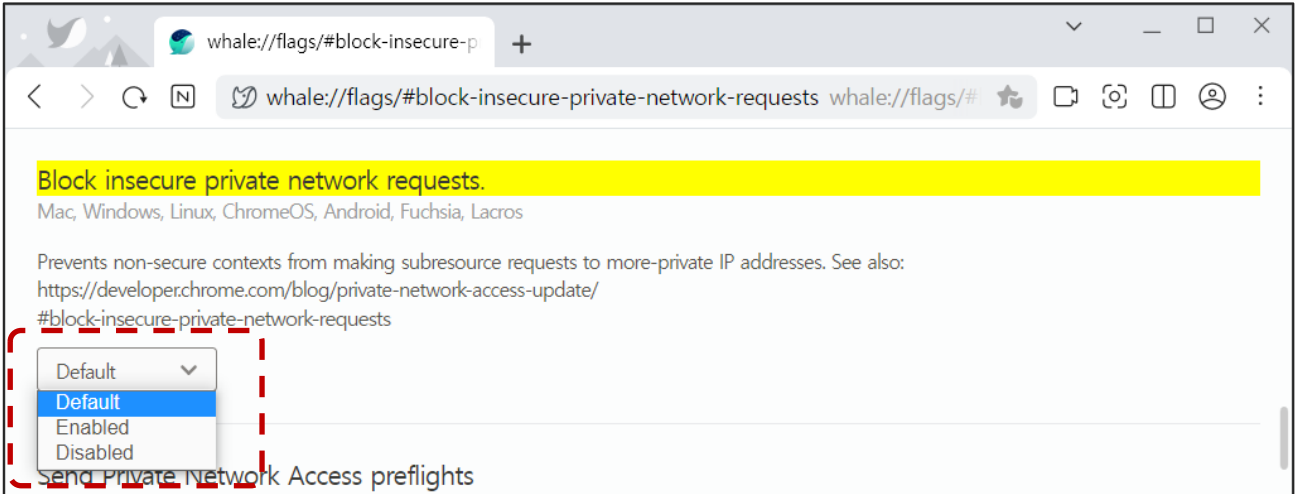 whale://flags/#block-insecure-p
N whale://flags/#block-insecure-private-network-requests whale://flags/#
Block insecure private network requests.
Mac, Windows, Linux, ChromeOS, Android, Fuchsia, Lacros
Prevents non-secure contexts from making subresource requests to more-private IP addresses. See also:
https://developer.chrome.com/blog/private-network-access-update/
#block-insecure-private-network-requests
Default
Default
Enabled
Disabled
Send Private Network Access preflights